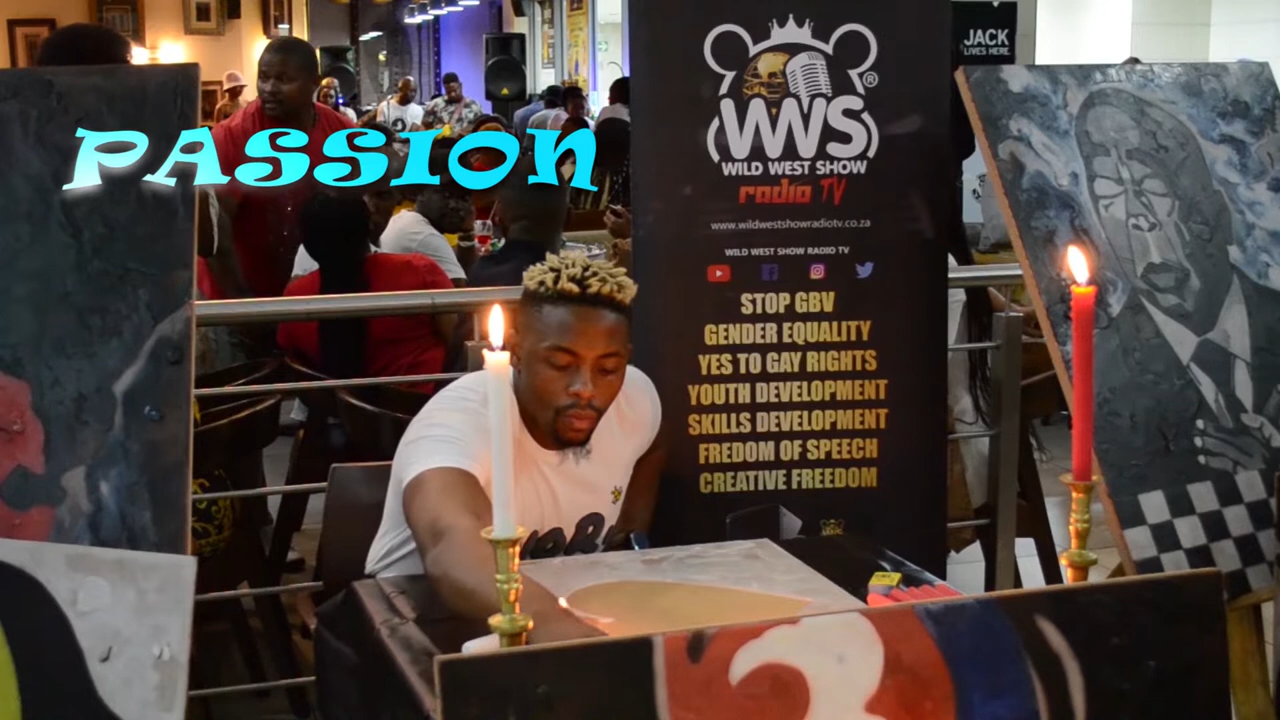 PASSION
JACK
LIVES HERE.
WWS
®
WILD WEST SHOW
radio TV
www.wildwestshowradiotv.co.za
WILD WEST SHOW RADIO TV
STOP GBV
GENDER EQUALITY
YES TO GAY RIGHTS
YOUTH DEVELOPMENT
SKILLS DEVELOPMENT
FREDOM OF SPEECH
CREATIVE FREEDOM